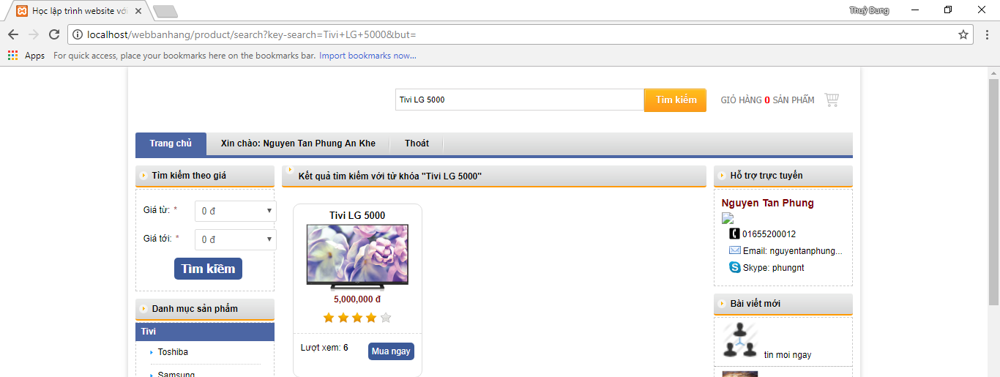 Học lập trình website vớ
Thuỳ Dung
localhost/webbanhang/product/search?key-search=Tivi+LG+5000&but=
Apps For quick access, place your bookmarks here on the bookmarks bar. Import bookmarks now...
Tivi LG 5000
Tìm kiếm
GIỎ HÀNG 0 SẢN PHẨM
Trang chủ
Xin chào: Nguyen Tan Phung An Khe
Thoát
Tìm kiếm theo giá
Giá từ: *
0 đ
Giá tới: *
0 đ
Tìm kiếm
Danh mục sản phẩm
Tivi
Toshiba
Samsung
Kết quả tìm kiếm với từ khóa "Tivi LG 5000"
Tivi LG 5000
5,000,000 đ
Lượt xem: 6
Mua ngay
Hỗ trợ trực tuyến
Nguyen Tan Phung
01655200012
Email: nguyentanphung...
Skype: phungnt
Bài viết mới
tin moi ngay